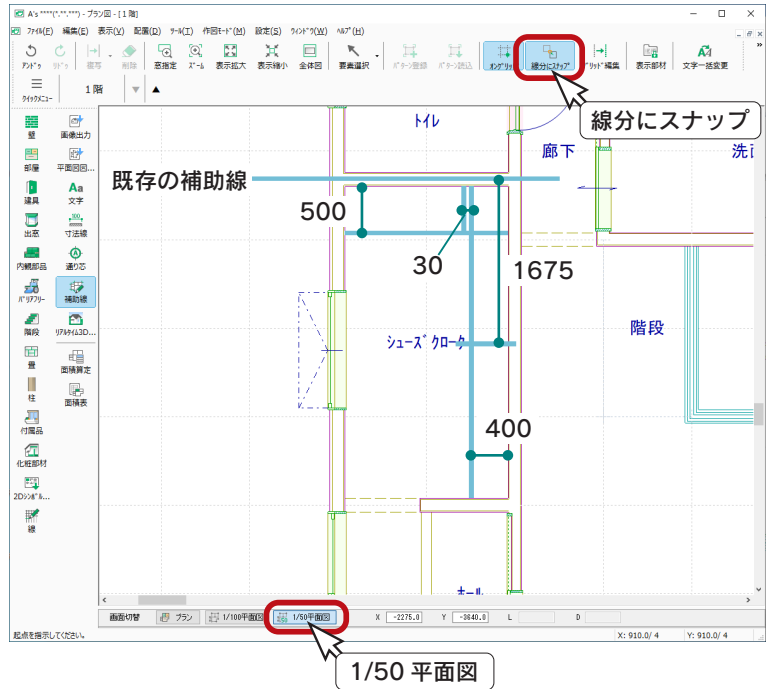 A's ****(*.**.***) - プラン図 - [1 階]
ファイル(F) 編集(E) 表示(V) 配置(D) ツール(T) 作図モード(M) 設定(S) ウィンドウ(W) ヘルプ(H)
アンドゥ リドゥ 複写 削除 窓指定 ズーム 表示拡大 表示縮小 全体図 要素選択 パターン登録 パターン読込 オングリッド 線分にスナップ グリッド編集 表示部材 文字一括変更
クイックメニュー 1 階
線分にスナップ
壁 画像出力
部屋 平面図図...
建具 文字
出窓 寸法線
内観部品 通り芯
バリアフリー 補助線
階段 リアルタイム3D...
畳 面積算定
柱 面積表
付属品
化粧部材
2Dシンボル...
線
トイレ
廊下
洗面
既存の補助線
500
30
1675
シューズクローク
階段
400
ホール
画面切替 プラン 1/100平面図 1/50平面図 X -2275.0 Y -3640.0 L D
起点を指示してください。 X: 910.0/ 4 Y: 910.0/ 4
1/50 平面図